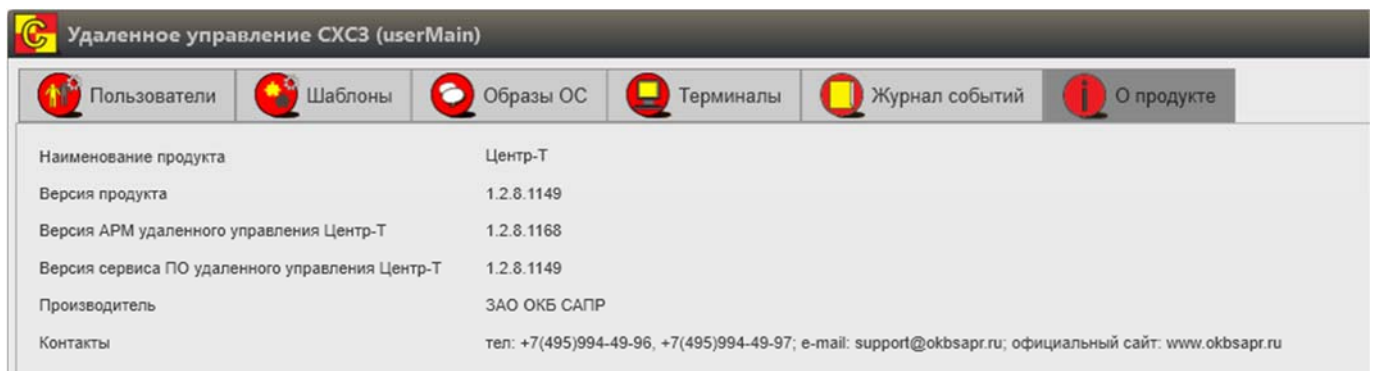 Удаленное управление СХСЗ (userMain)
Пользователи Шаблоны Образы ОС Терминалы Журнал событий О продукте
Наименование продукта Центр-Т
Версия продукта 1.2.8.1149
Версия АРМ удаленного управления Центр-Т 1.2.8.1168
Версия сервиса ПО удаленного управления Центр-Т 1.2.8.1149
Производитель ЗАО ОКБ САПР
Контакты тел: +7(495)994-49-96, +7(495)994-49-97; e-mail: support@okbsapr.ru; официальный сайт: www.okbsapr.ru